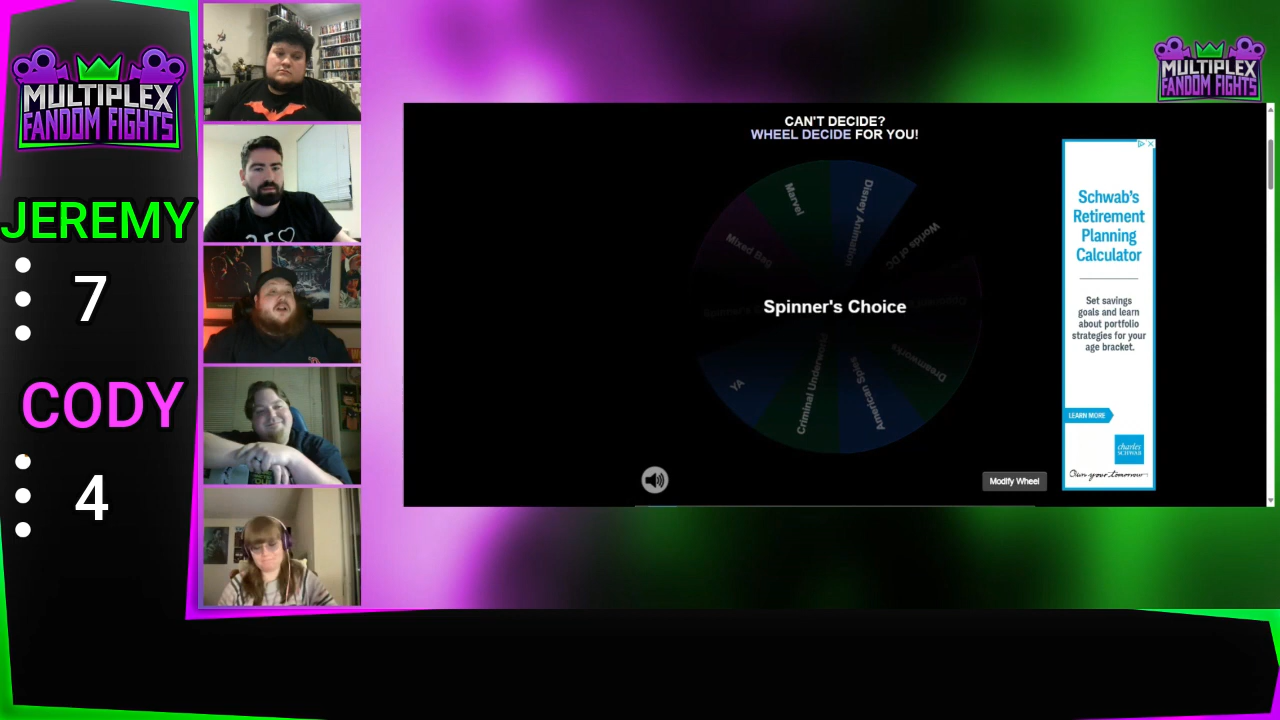 MULTIPLEX
FANDOM FIGHTS
JEREMY
7
CODY
4
MULTIPLEX
FANDOM FIGHTS
CAN'T DECIDE?
WHEEL DECIDE FOR YOU!
Marvel
Disney Animation
Worlds of DC
Mixed Bag
Spinner's Choice
Dreamworks
YA
American Spies
Modify Wheel
Schwab's
Retirement
Planning
Calculator
Set savings
goals and learn
about portfolio
strategies for your
age bracket.
LEARN MORE
charles
SCHWAB
Own your tomorrow